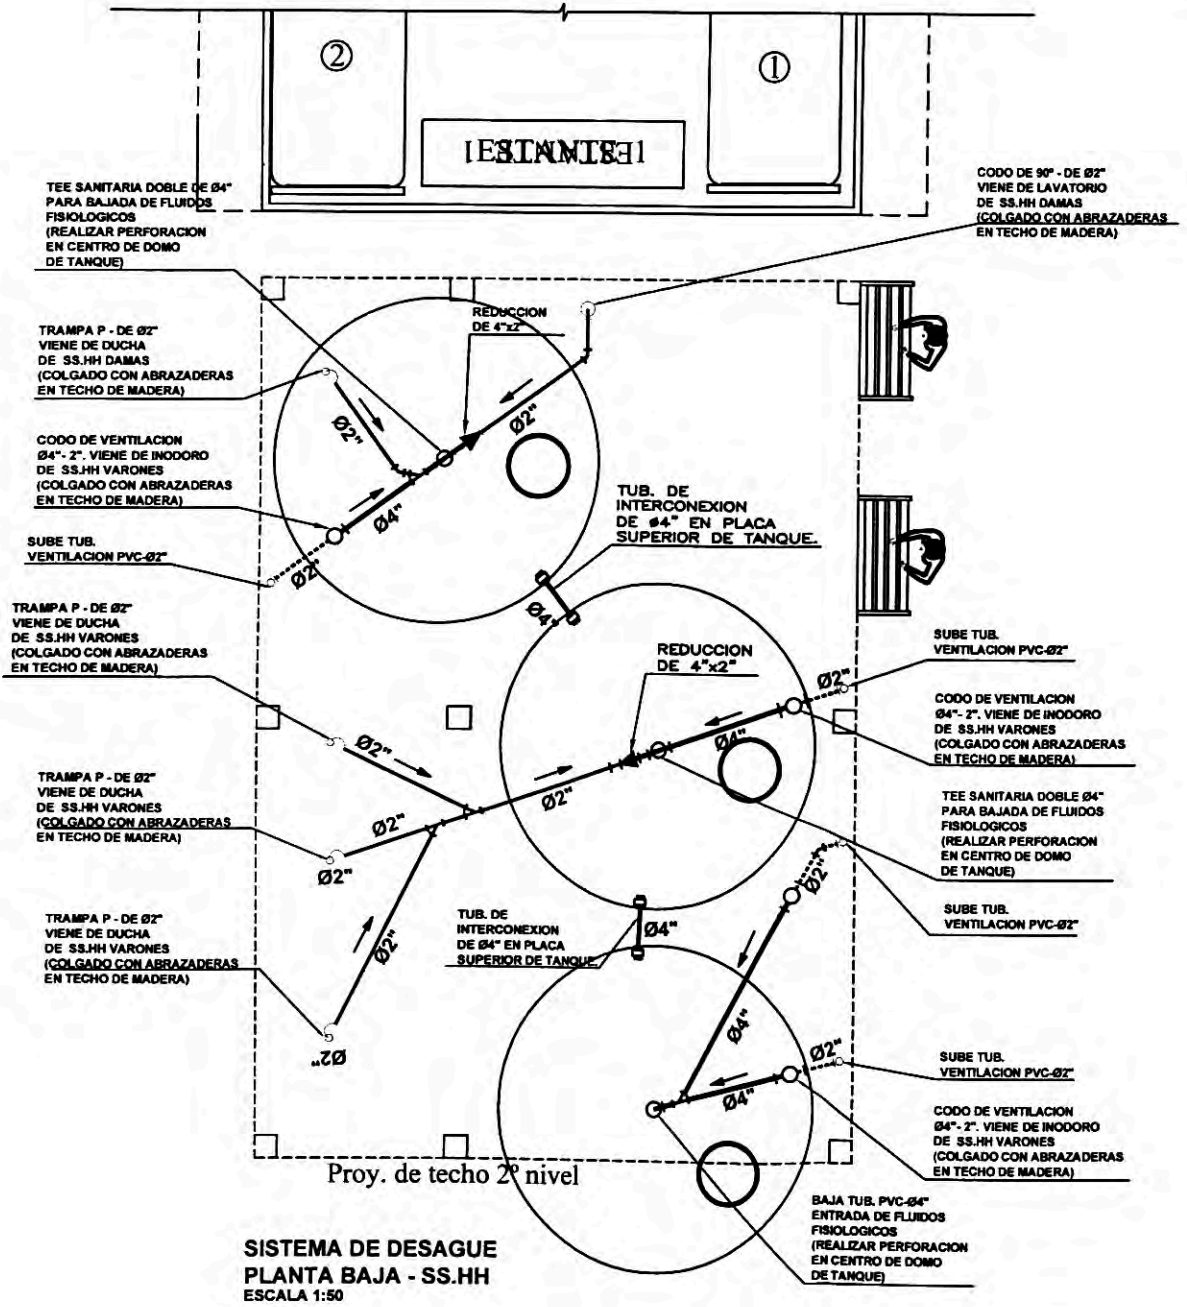 ②
①
ESTANTE
TEE SANITARIA DOBLE DE Ø4"
PARA BAJADA DE FLUIDOS
FISIOLOGICOS
(REALIZAR PERFORACION
EN CENTRO DE DOMO
DE TANQUE)
CODO DE 90° - DE Ø2"
VIENE DE LAVATORIO
DE SS.HH DAMAS
(COLGADO CON ABRAZADERAS
EN TECHO DE MADERA)
REDUCCION
DE 4"x2"
TRAMPA P - DE Ø2"
VIENE DE DUCHA
DE SS.HH DAMAS
(COLGADO CON ABRAZADERAS
EN TECHO DE MADERA)
Ø2"
Ø2"
CODO DE VENTILACION
Ø4"- 2". VIENE DE INODORO
DE SS.HH VARONES
(COLGADO CON ABRAZADERAS
EN TECHO DE MADERA)
Ø4"
TUB. DE
INTERCONEXION
DE Ø4" EN PLACA
SUPERIOR DE TANQUE.
SUBE TUB.
VENTILACION PVC-Ø2"
Ø2"
Ø4"
TRAMPA P - DE Ø2"
VIENE DE DUCHA
DE SS.HH VARONES
(COLGADO CON ABRAZADERAS
EN TECHO DE MADERA)
REDUCCION
DE 4"x2"
SUBE TUB.
VENTILACION PVC-Ø2"
Ø2"
CODO DE VENTILACION
Ø4"- 2". VIENE DE INODORO
DE SS.HH VARONES
(COLGADO CON ABRAZADERAS
EN TECHO DE MADERA)
Ø4"
Ø2"
TRAMPA P - DE Ø2"
VIENE DE DUCHA
DE SS.HH VARONES
(COLGADO CON ABRAZADERAS
EN TECHO DE MADERA)
Ø2"
Ø2"
Ø2"
TEE SANITARIA DOBLE Ø4"
PARA BAJADA DE FLUIDOS
FISIOLOGICOS
(REALIZAR PERFORACION
EN CENTRO DE DOMO
DE TANQUE)
Ø2"
SUBE TUB.
VENTILACION PVC-Ø2"
TRAMPA P - DE Ø2"
VIENE DE DUCHA
DE SS.HH VARONES
(COLGADO CON ABRAZADERAS
EN TECHO DE MADERA)
Ø2"
TUB. DE
INTERCONEXION
DE Ø4" EN PLACA
SUPERIOR DE TANQUE.
Ø4"
Ø4"
Ø2"
Ø2"
SUBE TUB.
VENTILACION PVC-Ø2"
Ø4"
CODO DE VENTILACION
Ø4"- 2". VIENE DE INODORO
DE SS.HH VARONES
(COLGADO CON ABRAZADERAS
EN TECHO DE MADERA)
Proy. de techo 2º nivel
BAJA TUB. PVC-Ø4"
ENTRADA DE FLUIDOS
FISIOLOGICOS
(REALIZAR PERFORACION
EN CENTRO DE DOMO
DE TANQUE)
SISTEMA DE DESAGUE
PLANTA BAJA - SS.HH
ESCALA 1:50